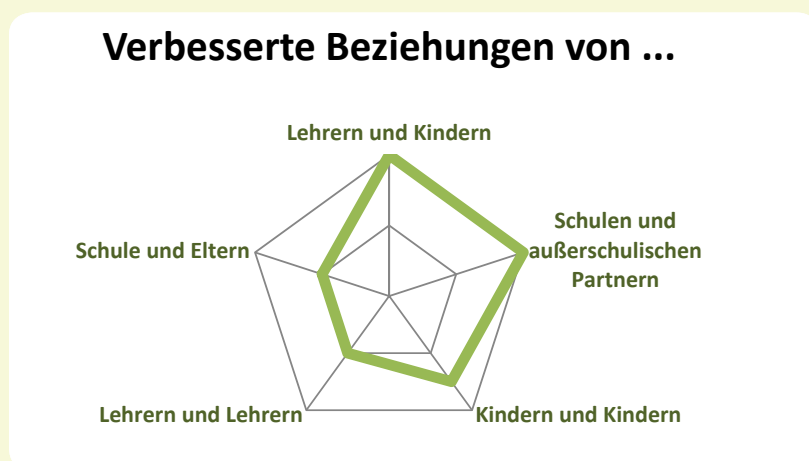 Verbesserte Beziehungen von ...
Lehrern und Kindern
Schulen und
außerschulischen
Partnern
Schule und Eltern
Lehrern und Lehrern
Kindern und Kindern